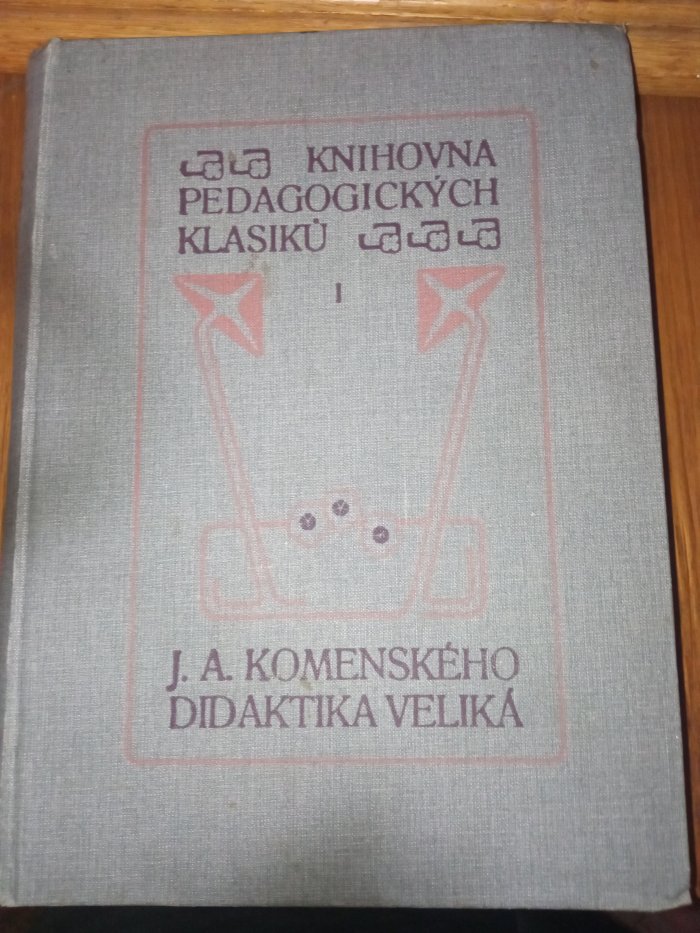 KNIHOVNA
PEDAGOGICKÝCH
KLASIKŮ
I
J. A. KOMENSKÉHO
DIDAKTIKA VELIKÁ